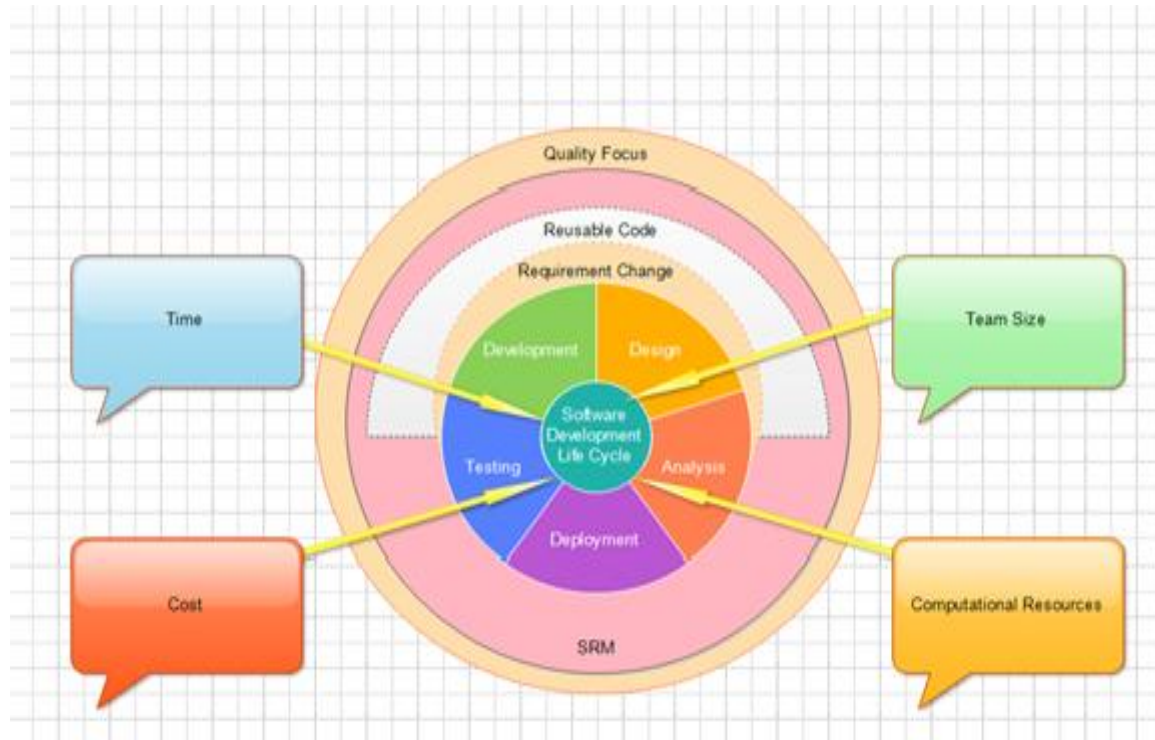 Quality Focus
Reusable Code
Requirement Change
Time
Team Size
Development
Design
Software
Development
Life Cycle
Testing
Analysis
Deployment
Cost
Computational Resources
SRM